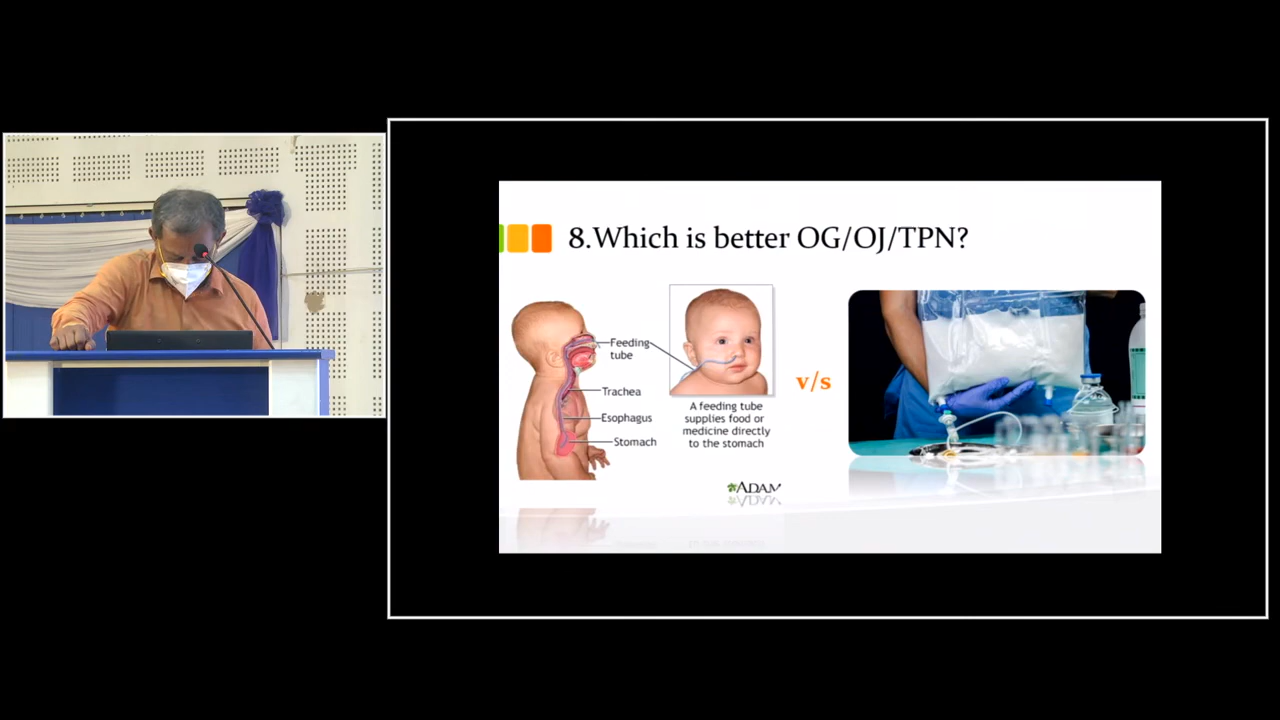 8.Which is better OG/OJ/TPN?
Feeding
tube
Trachea
Esophagus
Stomach
A feeding tube
supplies food or
medicine directly
to the stomach
ADAM
v/s